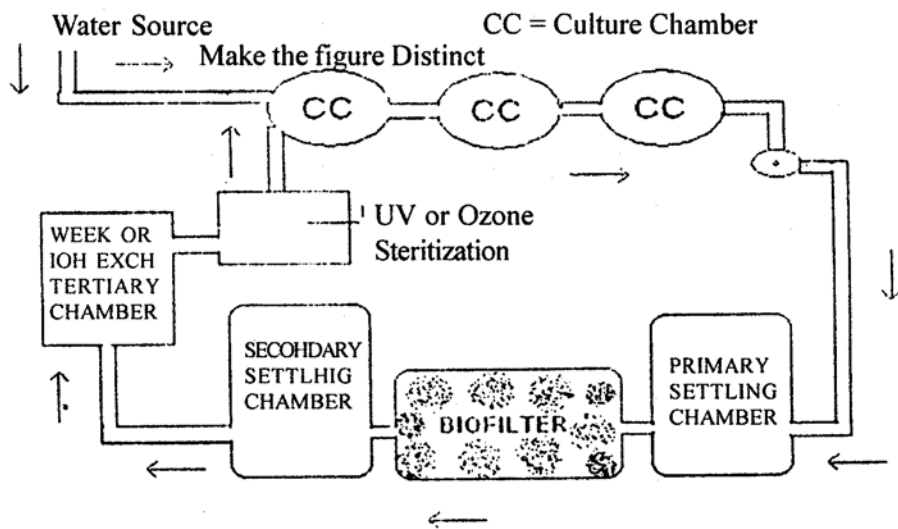 Water Source
CC = Culture Chamber
Make the figure Distinct
CC
CC
CC
UV or Ozone
Steritization
WEEK OR
IOH EXCH
TERTIARY
CHAMBER
SECOHDARY
SETTLHIG
CHAMBER
BIOFILTER
PRIMARY
SETTLING
CHAMBER